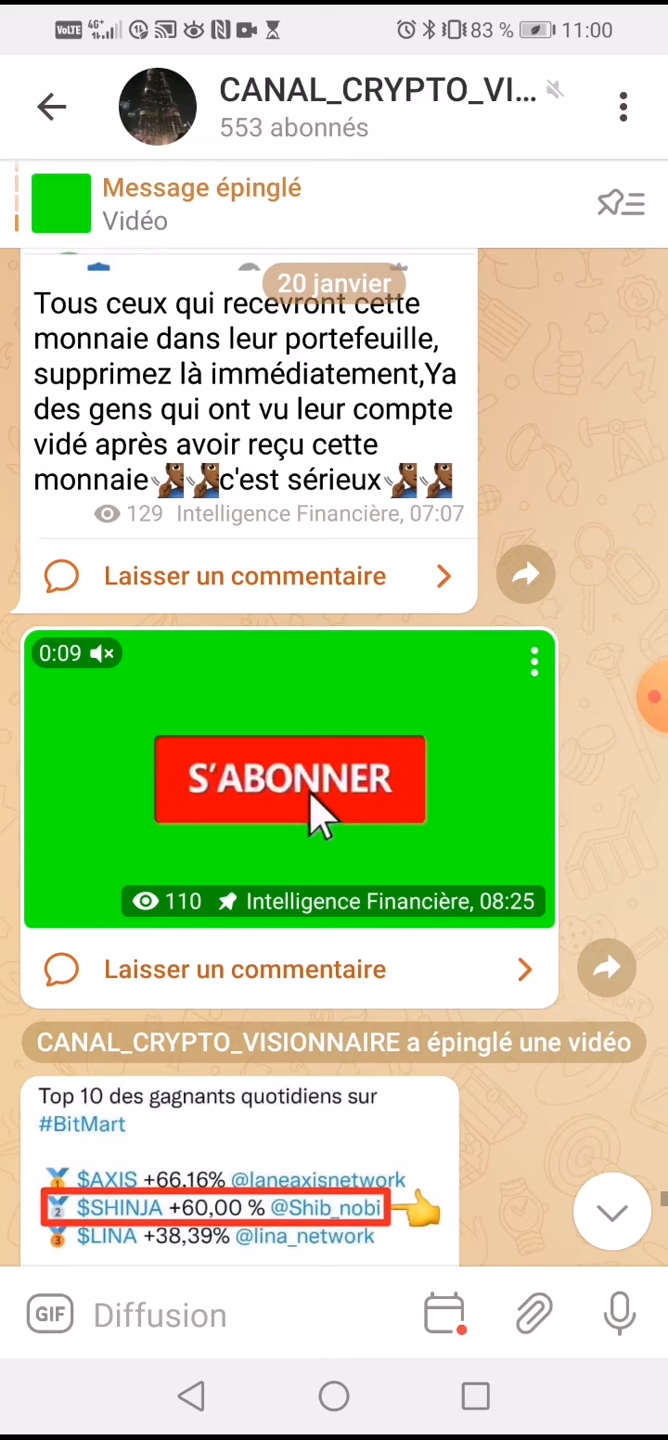 VoLTE 4G+ 83 % 11:00
CANAL_CRYPTO_VI...
553 abonnés
Message épinglé
Vidéo
20 janvier
Tous ceux qui recevront cette
monnaie dans leur portefeuille,
supprimez là immédiatement,Ya
des gens qui ont vu leur compte
vidé après avoir reçu cette
monnaie🧏🏾‍♂️🧏🏾‍♂️c'est sérieux🧏🏾‍♂️🧏🏾‍♂️
129 Intelligence Financière, 07:07
Laisser un commentaire
0:09
S'ABONNER
110 Intelligence Financière, 08:25
Laisser un commentaire
CANAL_CRYPTO_VISIONNAIRE a épinglé une vidéo
Top 10 des gagnants quotidiens sur
#BitMart
🥇 $AXIS +66,16% @laneaxisnetwork
🥈 $SHINJA +60,00 % @Shib_nobi
🥉 $LINA +38,39% @lina_network
GIF Diffusion